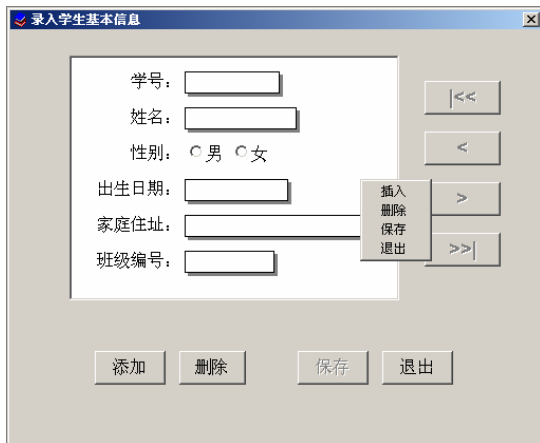 录入学生基本信息
学号：
姓名：
性别： 男 女
出生日期：
家庭住址：
班级编号：
|<<
<
>
>>|
插入
删除
保存
退出
添加 删除 保存 退出